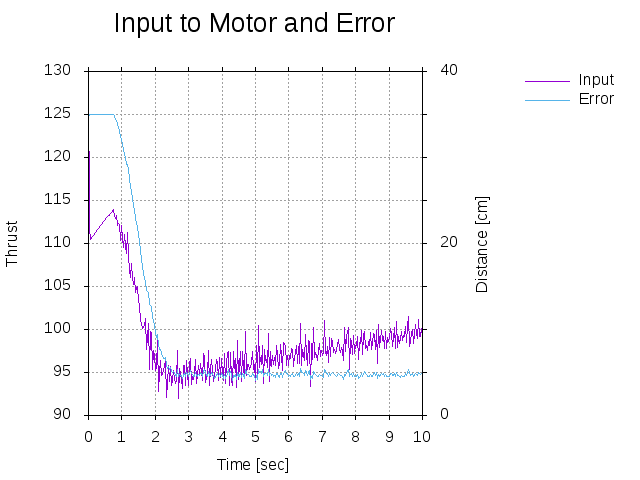 Input to Motor and Error
130
125
120
115
110
105
100
95
90
Thrust
40
20
0
Distance [cm]
0 1 2 3 4 5 6 7 8 9 10
Time [sec]
Input
Error